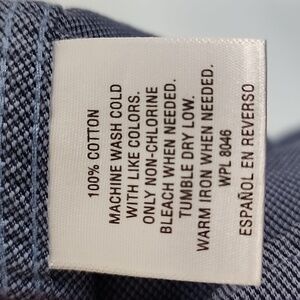 100% COTTON
MACHINE WASH COLD
WITH LIKE COLORS.
ONLY NON-CHLORINE
BLEACH WHEN NEEDED.
TUMBLE DRY LOW.
WARM IRON WHEN NEEDED.
WPL 8046
ESPAÑOL EN REVERSO